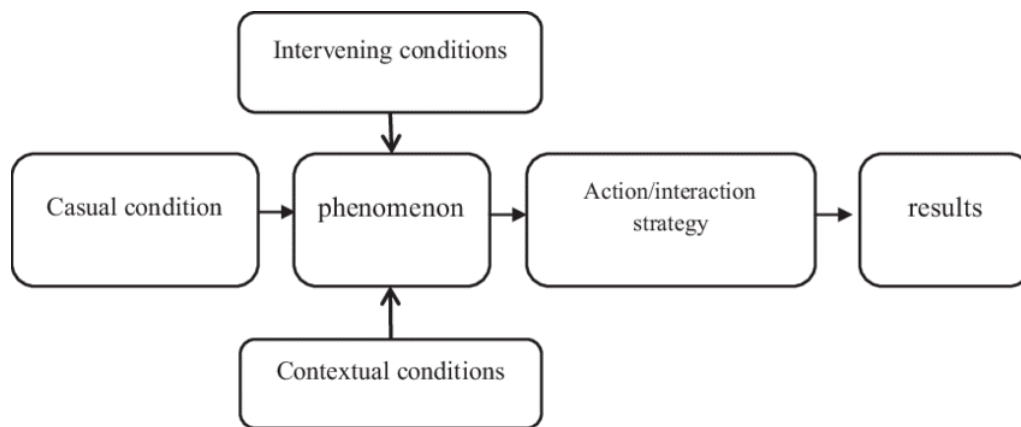 Intervening conditions
Casual condition
phenomenon
Action/interaction
strategy
results
Contextual conditions